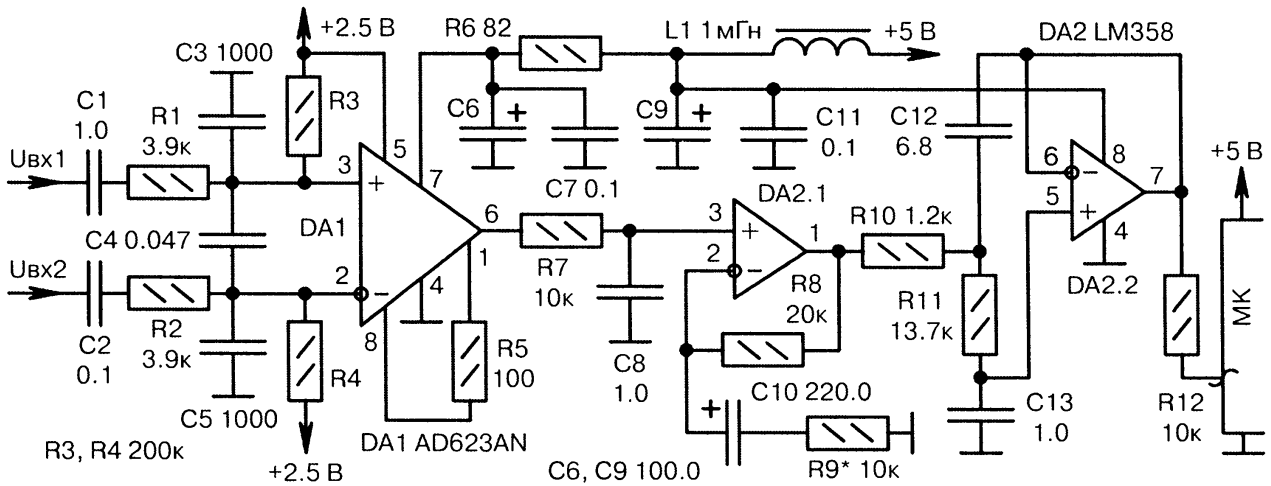 +2.5 В
R6 82
L1 1мГн
+5 В
DA2 LM358
C3 1000
C1
1.0
R1
3.9к
R3
C6
+
C9
+
C11
0.1
C12
6.8
+5 В
Uвх1
3
+
5
7
C7 0.1
DA2.1
6
−
8
7
5
+
4
DA1
6
1
R7
10к
3
+
1
2
−
R10 1.2к
DA2.2
C4 0.047
Uвх2
2
−
4
8
R8
20к
R11
13.7к
МК
C2
0.1
R2
3.9к
R4
R5
100
C8
1.0
C10 220.0
+
C13
1.0
R12
10к
C5 1000
R3, R4 200к
+2.5 В
DA1 AD623AN
C6, C9 100.0
R9* 10к